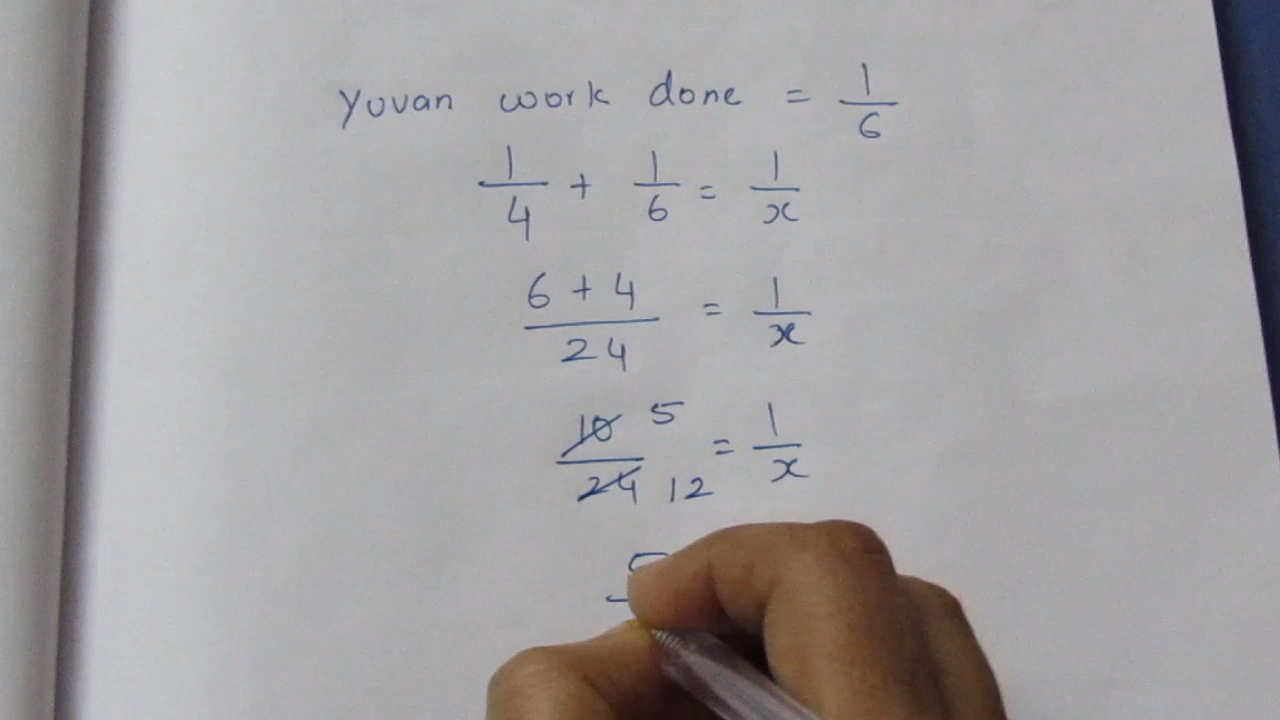 Yuvan work done = 1/6
1/4 + 1/6 = 1/x
6 + 4/24 = 1/x
10/24 5/12 = 1/x
5